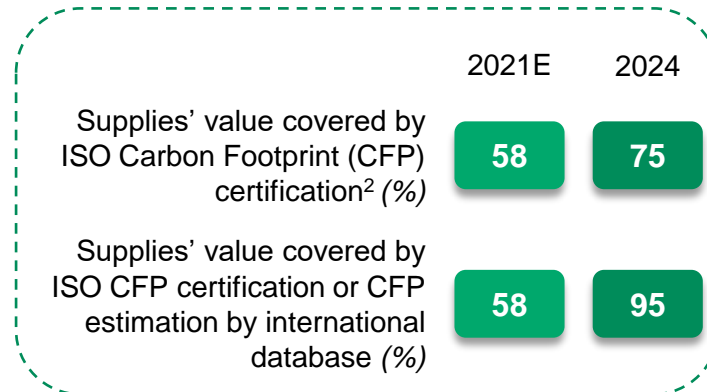 2021E 2024
Supplies’ value covered by
ISO Carbon Footprint (CFP)
certification² (%)
58 75
Supplies’ value covered by
ISO CFP certification or CFP
estimation by international
database (%)
58 95